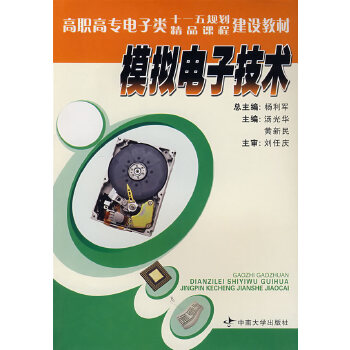 高职高专电子类十一五规划精品课程建设教材
模拟电子技术
总主编：杨利军
主编：汤光华
黄新民
主审：刘任庆
GAOZHI GAOZHUAN
DIANZILEI SHIYIWU GUIHUA
JINGPIN KECHENG JIANSHE JIAOCAI
中南大学出版社